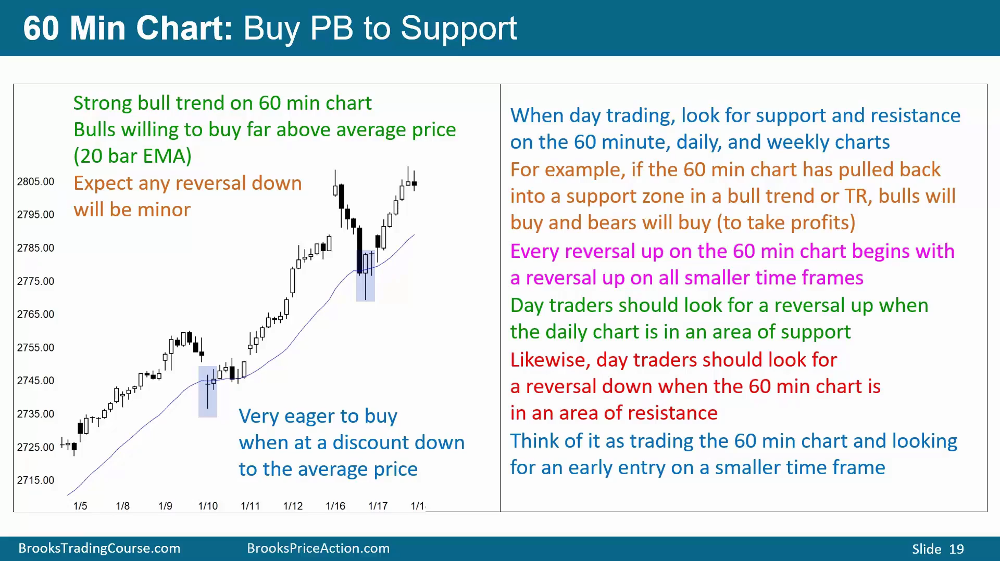 60 Min Chart: Buy PB to Support
Strong bull trend on 60 min chart
Bulls willing to buy far above average price
(20 bar EMA)
Expect any reversal down
will be minor
2805.00
2795.00
2785.00
2775.00
2765.00
2755.00
2745.00
2735.00
2725.00
2715.00
Very eager to buy
when at a discount down
to the average price
1/5 1/8 1/9 1/10 1/11 1/12 1/16 1/17
When day trading, look for support and resistance
on the 60 minute, daily, and weekly charts
For example, if the 60 min chart has pulled back
into a support zone in a bull trend or TR, bulls will
buy and bears will buy (to take profits)
Every reversal up on the 60 min chart begins with
a reversal up on all smaller time frames
Day traders should look for a reversal up when
the daily chart is in an area of support
Likewise, day traders should look for
a reversal down when the 60 min chart is
in an area of resistance
Think of it as trading the 60 min chart and looking
for an early entry on a smaller time frame
BrooksTradingCourse.com
BrooksPriceAction.com
Slide 19